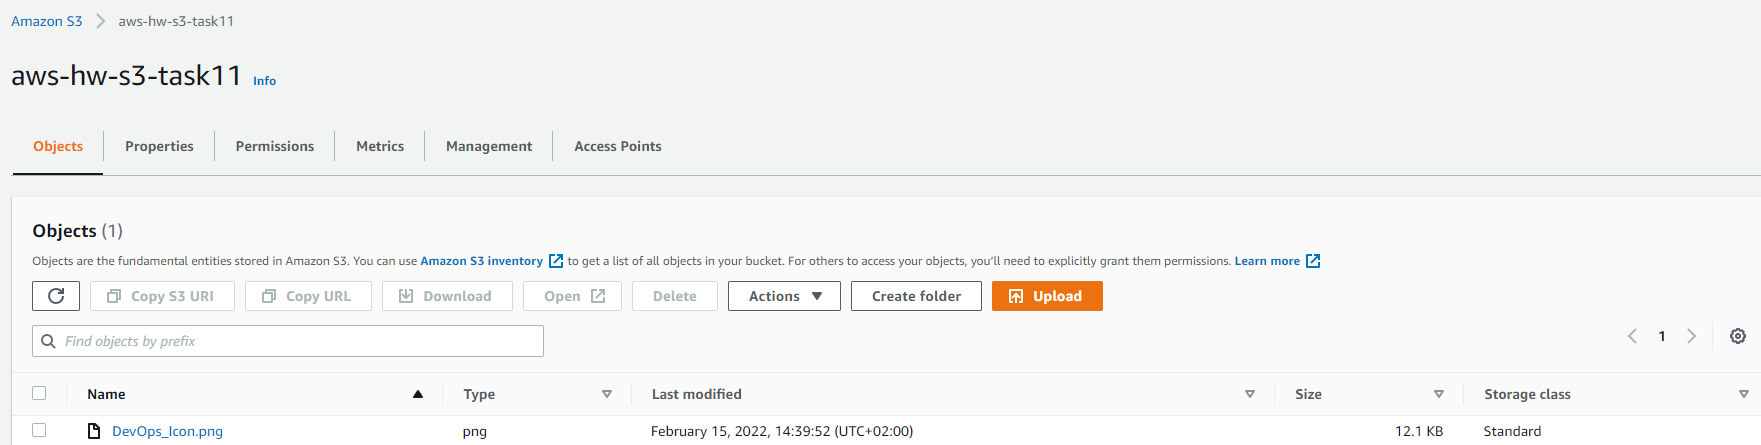 Amazon S3 > aws-hw-s3-task11
aws-hw-s3-task11 Info
Objects Properties Permissions Metrics Management Access Points
Objects (1)
Objects are the fundamental entities stored in Amazon S3. You can use Amazon S3 inventory to get a list of all objects in your bucket. For others to access your objects, you'll need to explicitly grant them permissions. Learn more
Copy S3 URI Copy URL Download Open Delete Actions Create folder Upload
Find objects by prefix 1
Name Type Last modified Size Storage class
DevOps_Icon.png png February 15, 2022, 14:39:52 (UTC+02:00) 12.1 KB Standard